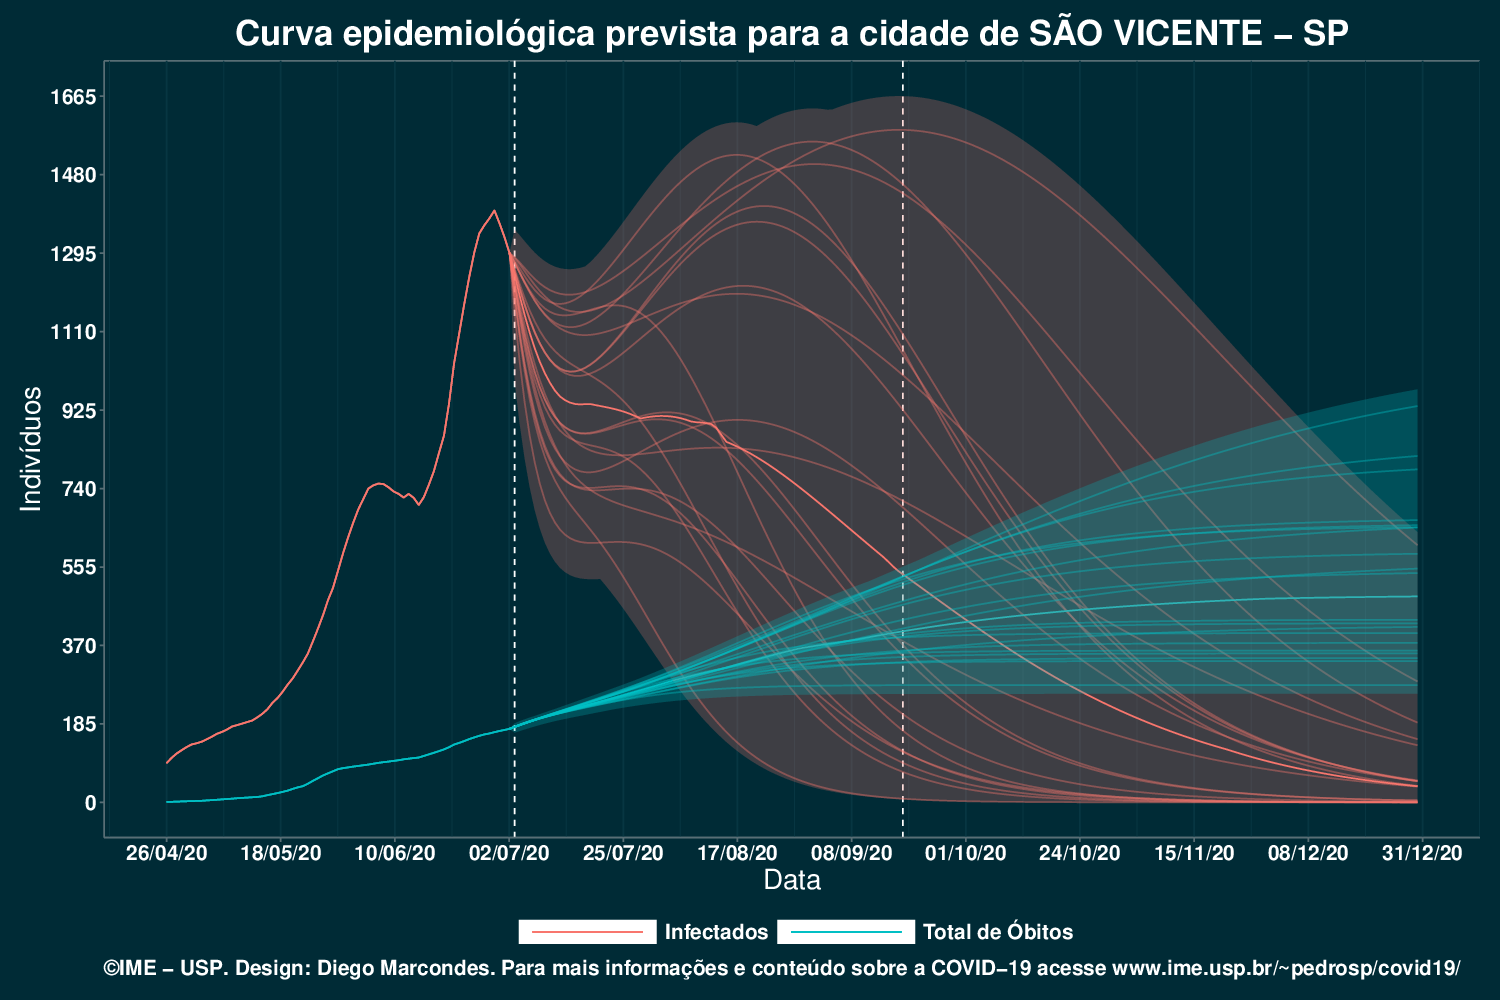 Curva epidemiológica prevista para a cidade de SÃO VICENTE – SP
1665
1480
1295
1110
925
740
555
370
185
0
Indivíduos
26/04/20 18/05/20 10/06/20 02/07/20 25/07/20 17/08/20 08/09/20 01/10/20 24/10/20 15/11/20 08/12/20 31/12/20
Data
Infectados Total de Óbitos
©IME – USP. Design: Diego Marcondes. Para mais informações e conteúdo sobre a COVID–19 acesse www.ime.usp.br/~pedrosp/covid19/